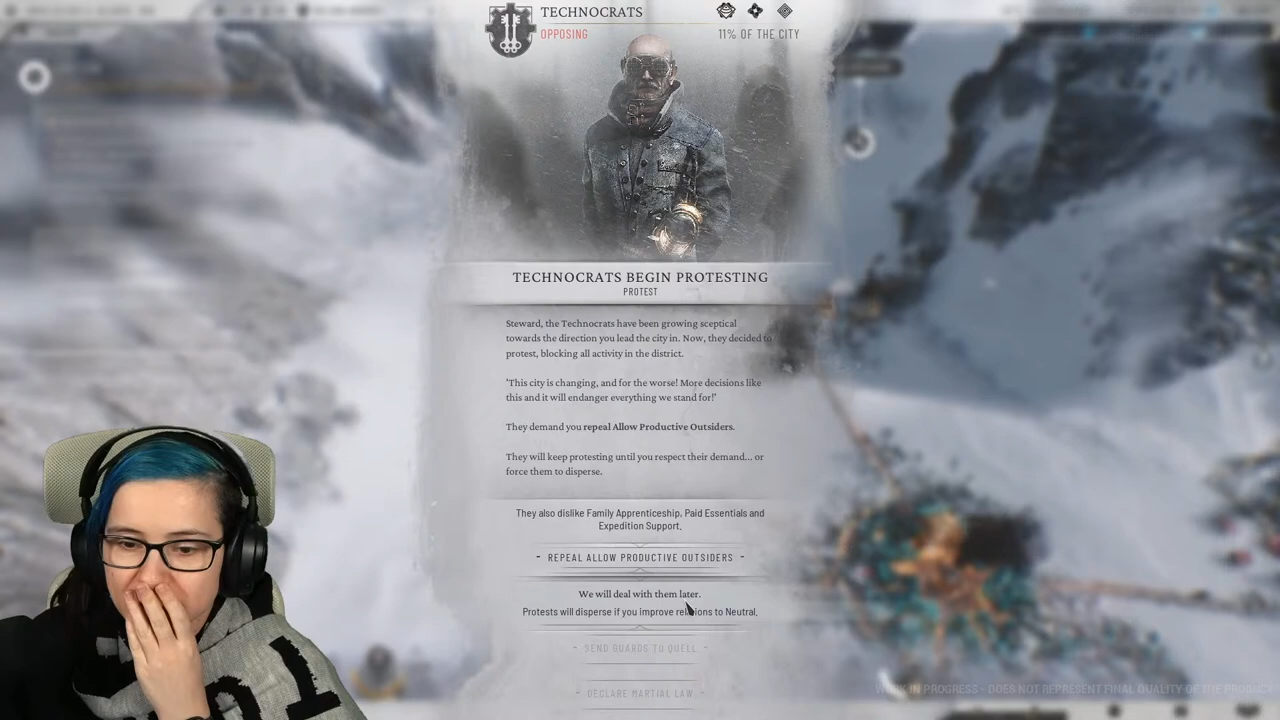 TECHNOCRATS
OPPOSING
11% OF THE CITY
TECHNOCRATS BEGIN PROTESTING
PROTEST
Steward, the Technocrats have been growing sceptical
towards the direction you lead the city in. Now, they decided to
protest, blocking all activity in the district.
'This city is changing, and for the worse! More decisions like
this and it will endanger everything we stand for!'
They demand you repeal Allow Productive Outsiders.
They will keep protesting until you respect their demand... or
force them to disperse.
They also dislike Family Apprenticeship, Paid Essentials and
Expedition Support.
- REPEAL ALLOW PRODUCTIVE OUTSIDERS -
We will deal with them later.
Protests will disperse if you improve relations to Neutral.
- SEND GUARDS TO QUELL -
- DECLARE MARTIAL LAW -
WORK IN PROGRESS - DOES NOT REPRESENT FINAL QUALITY OF THE PRODUCT